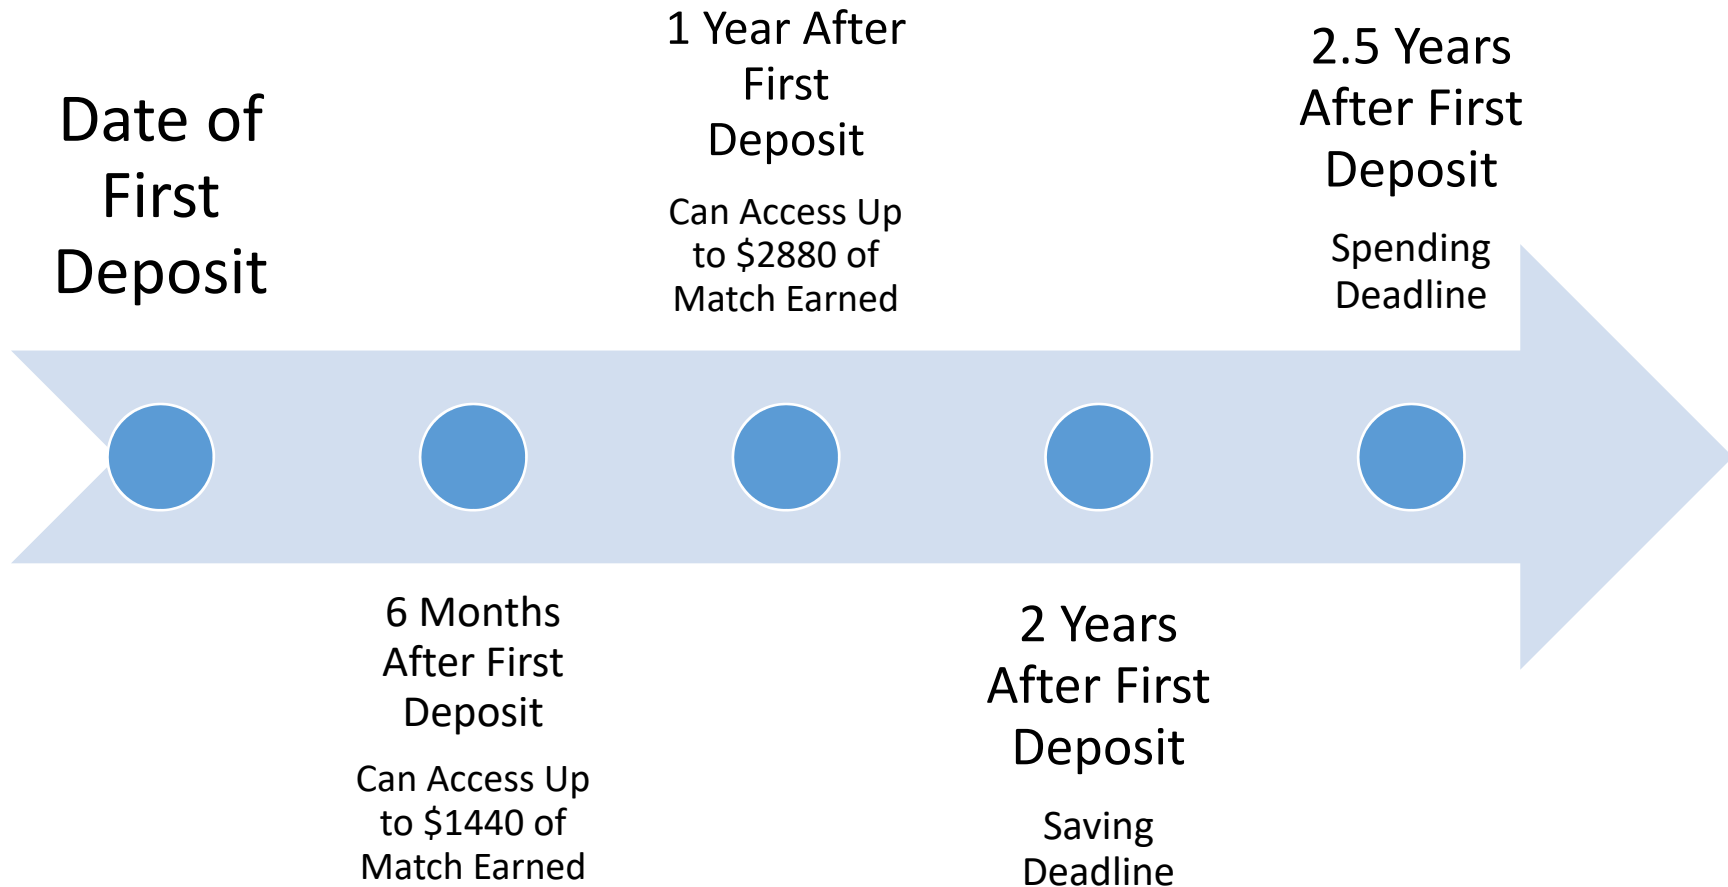 Date of
First
Deposit
6 Months
After First
Deposit
Can Access Up
to $1440 of
Match Earned
1 Year After
First
Deposit
Can Access Up
to $2880 of
Match Earned
2 Years
After First
Deposit
Saving
Deadline
2.5 Years
After First
Deposit
Spending
Deadline